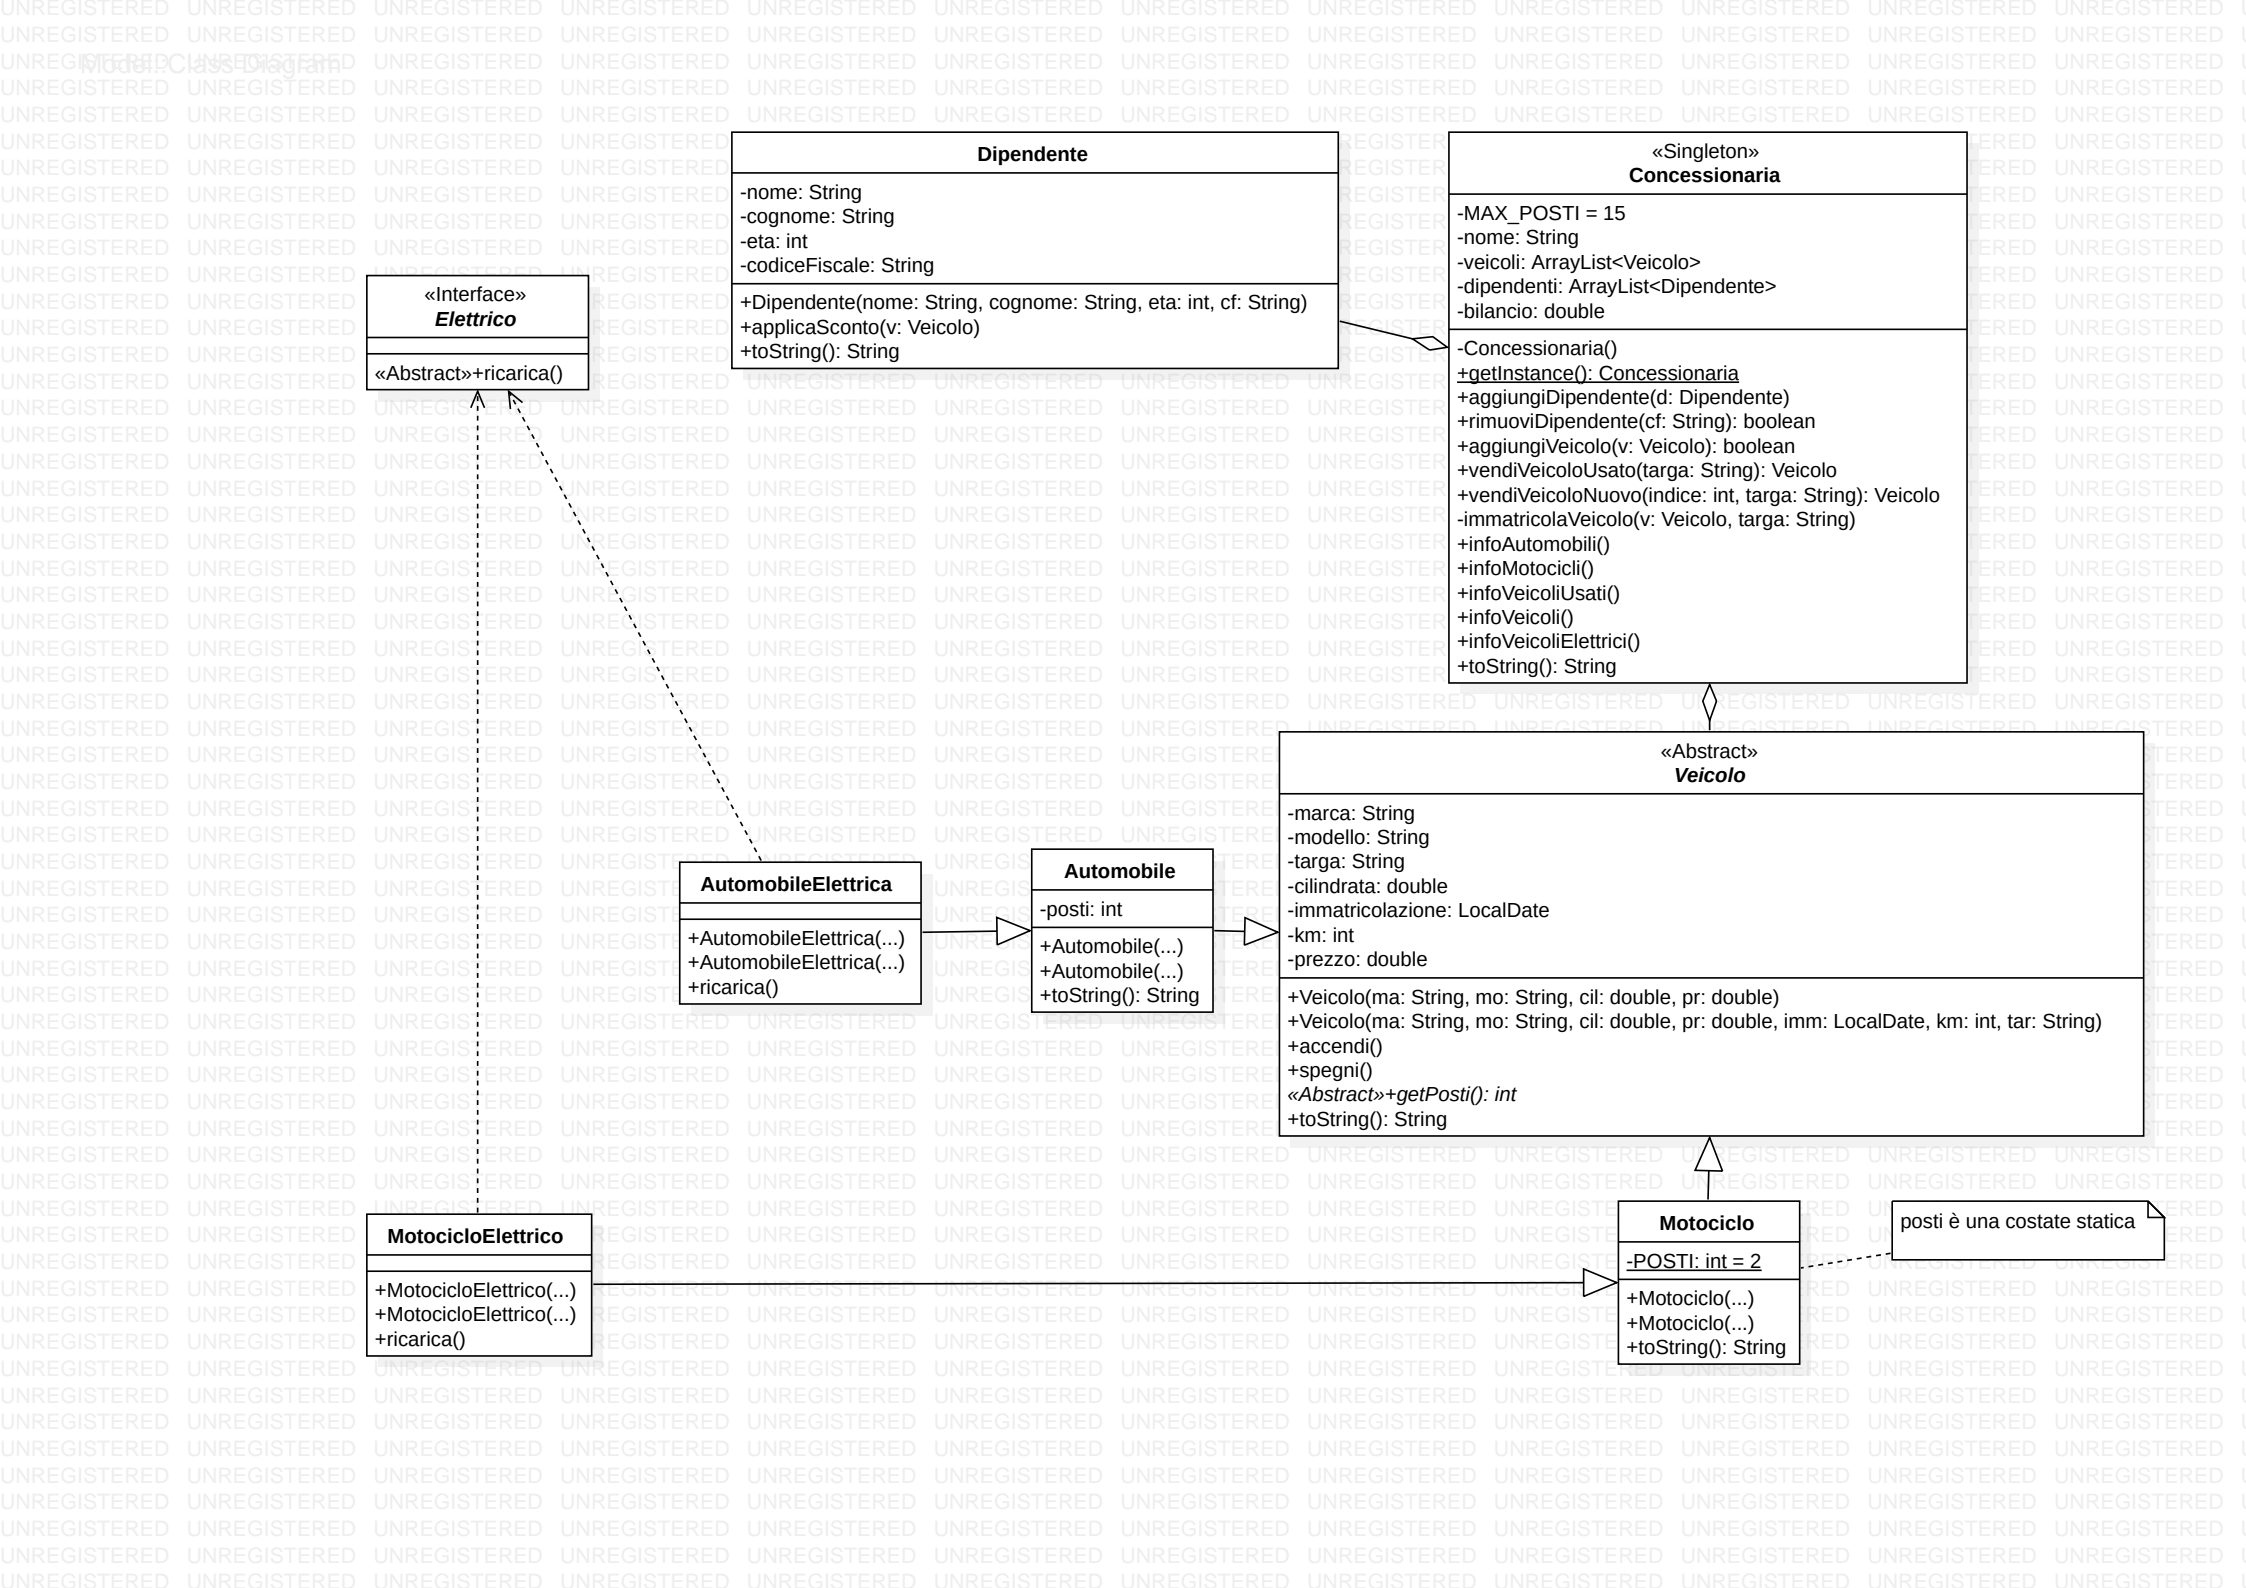 Model::Class Diagram
Dipendente
-nome: String
-cognome: String
-eta: int
-codiceFiscale: String
+Dipendente(nome: String, cognome: String, eta: int, cf: String)
+applicaSconto(v: Veicolo)
+toString(): String
«Singleton»
Concessionaria
-MAX_POSTI = 15
-nome: String
-veicoli: ArrayList<Veicolo>
-dipendenti: ArrayList<Dipendente>
-bilancio: double
-Concessionaria()
+getInstance(): Concessionaria
+aggiungiDipendente(d: Dipendente)
+rimuoviDipendente(cf: String): boolean
+aggiungiVeicolo(v: Veicolo): boolean
+vendiVeicoloUsato(targa: String): Veicolo
+vendiVeicoloNuovo(indice: int, targa: String): Veicolo
-immatricolaVeicolo(v: Veicolo, targa: String)
+infoAutomobili()
+infoMotocicli()
+infoVeicoliUsati()
+infoVeicoli()
+infoVeicoliElettrici()
+toString(): String
«Interface»
Elettrico
«Abstract»+ricarica()
«Abstract»
Veicolo
-marca: String
-modello: String
-targa: String
-cilindrata: double
-immatricolazione: LocalDate
-km: int
-prezzo: double
+Veicolo(ma: String, mo: String, cil: double, pr: double)
+Veicolo(ma: String, mo: String, cil: double, pr: double, imm: LocalDate, km: int, tar: String)
+accendi()
+spegni()
«Abstract»+getPosti(): int
+toString(): String
AutomobileElettrica
+AutomobileElettrica(...)
+AutomobileElettrica(...)
+ricarica()
Automobile
-posti: int
+Automobile(...)
+Automobile(...)
+toString(): String
MotocicloElettrico
+MotocicloElettrico(...)
+MotocicloElettrico(...)
+ricarica()
Motociclo
-POSTI: int = 2
+Motociclo(...)
+Motociclo(...)
+toString(): String
posti è una costate statica
UNREGISTERED